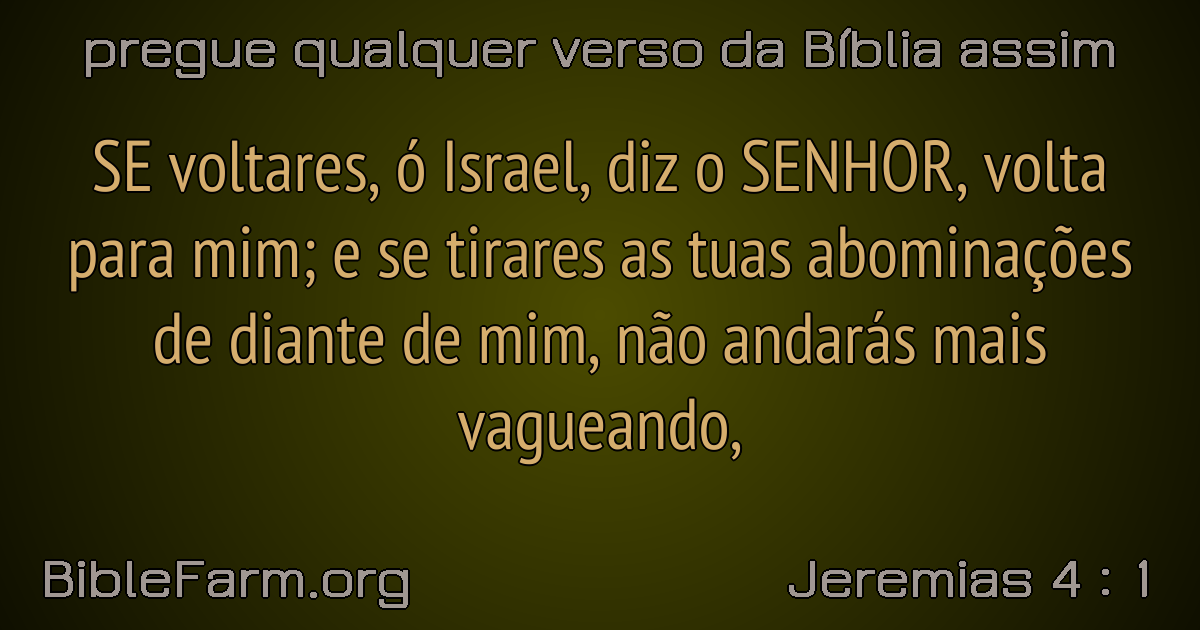 pregue qualquer verso da Bíblia assim
SE voltares, ó Israel, diz o SENHOR, volta
para mim; e se tirares as tuas abominações
de diante de mim, não andarás mais
vagueando,
BibleFarm.org
Jeremias 4 : 1